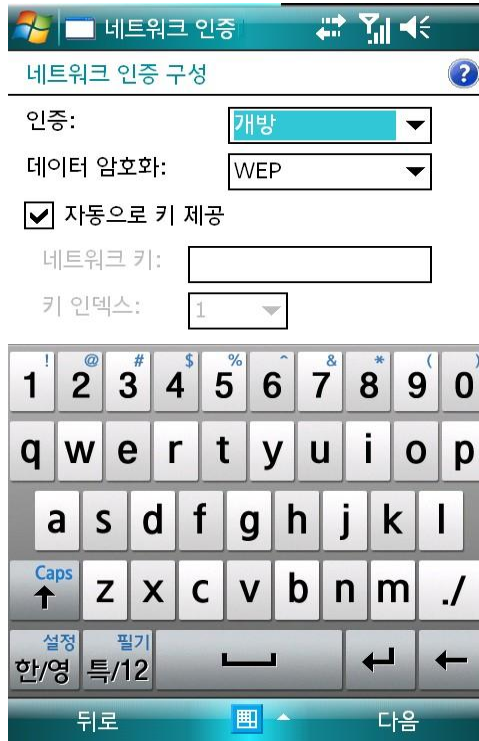 네트워크 인증
네트워크 인증 구성
인증: 개방
데이터 암호화: WEP
자동으로 키 제공
네트워크 키:
키 인덱스: 1
! @ # $ % ^ & * ( )
1 2 3 4 5 6 7 8 9 0
q w e r t y u i o p
a s d f g h j k l
Caps z x c v b n m ./
설정 필기
한/영 특/12
뒤로 다음